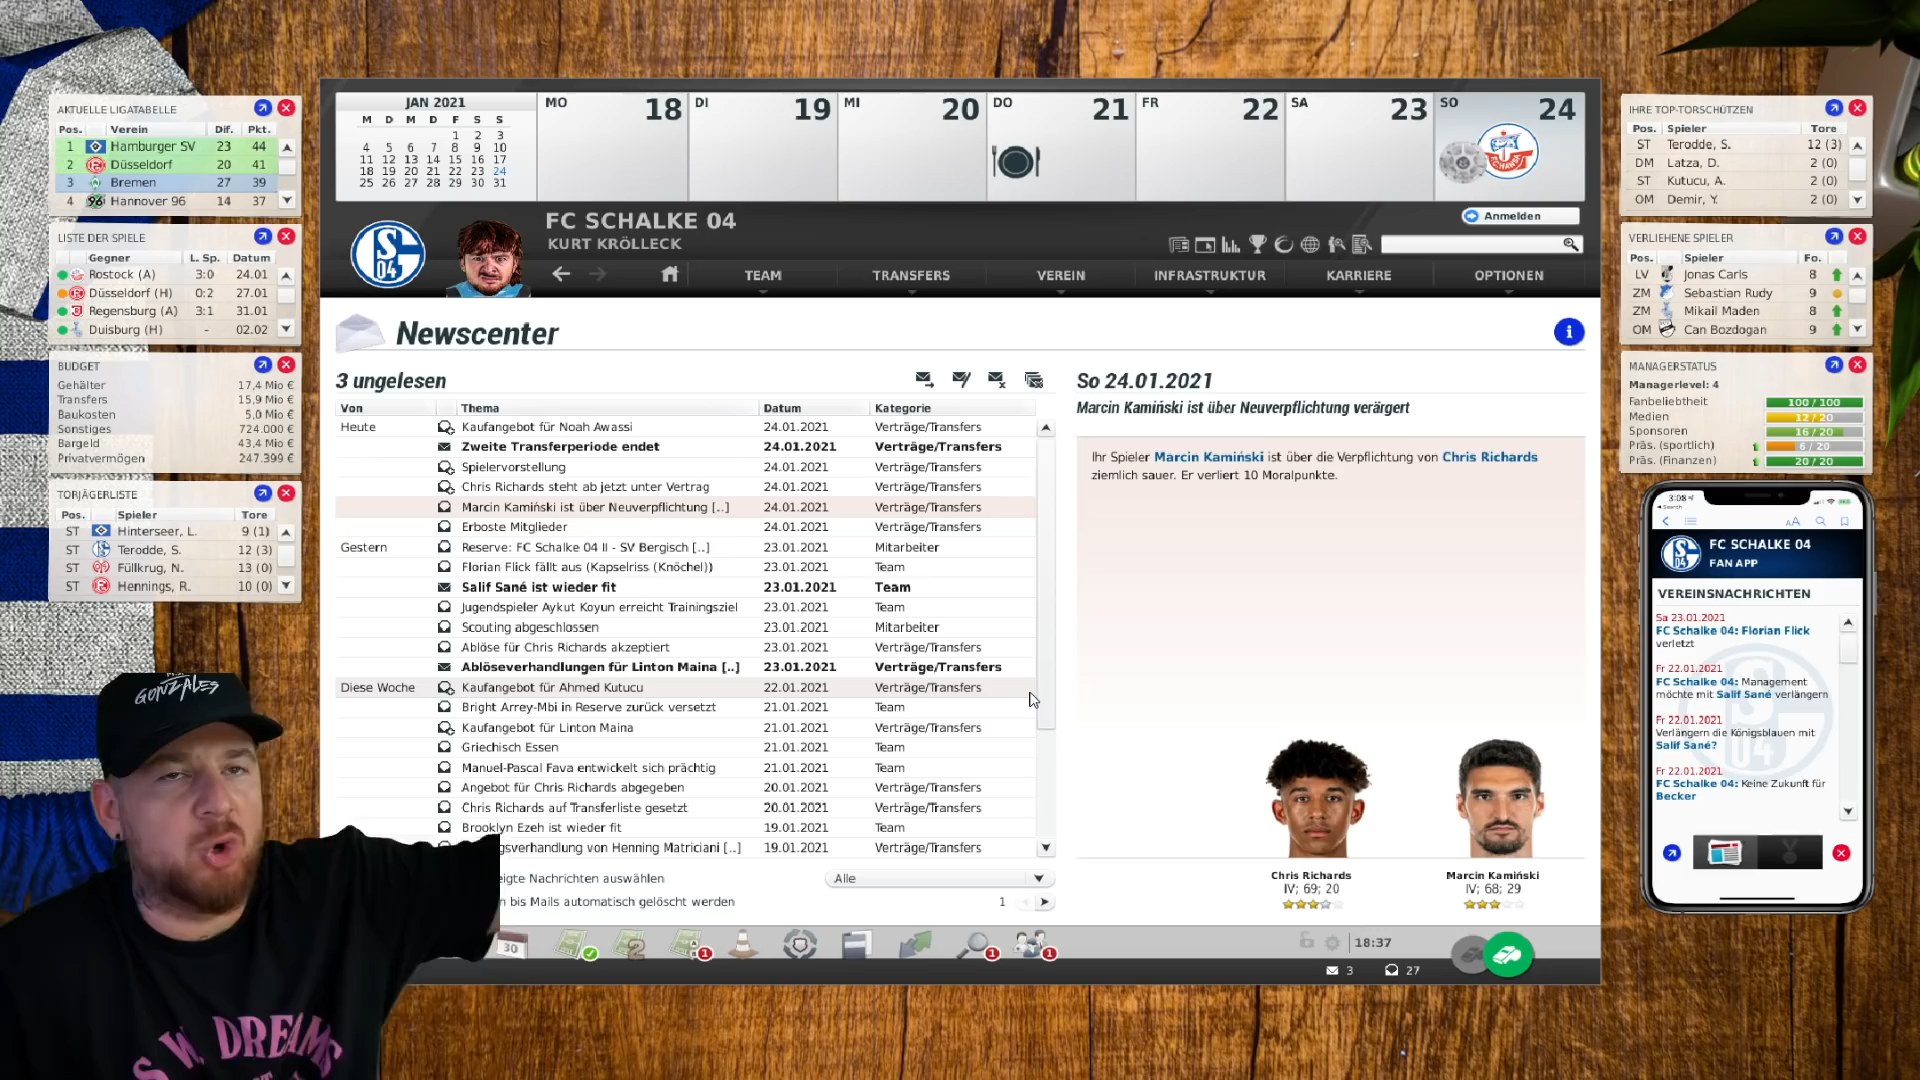 AKTUELLE LIGATABELLE
Pos. Verein Dif. Pkt.
1 Hamburger SV 23 44
2 Düsseldorf 20 41
3 Bremen 27 39
4 Hannover 96 14 37
LISTE DER SPIELE
Gegner L. Sp. Datum
Rostock (A) 3:0 24.01
Düsseldorf (H) 0:2 27.01
Regensburg (A) 3:1 31.01
Duisburg (H) - 02.02
BUDGET
Gehälter 17,4 Mio €
Transfers 15,9 Mio €
Baukosten 5,0 Mio €
Sonstiges 724.000 €
Bargeld 43,4 Mio €
Privatvermögen 247.399 €
TORJÄGERLISTE
Pos. Spieler Tore
ST Hinterseer, L. 9 (1)
ST Terodde, S. 12 (3)
ST Füllkrug, N. 13 (0)
ST Hennings, R. 10 (0)
JAN 2021
M D M D F S S
1 2 3
4 5 6 7 8 9 10
11 12 13 14 15 16 17
18 19 20 21 22 23 24
25 26 27 28 29 30 31
MO 18 DI 19 MI 20 DO 21 FR 22 SA 23 SO 24
FC SCHALKE 04
KURT KRÖLLECK
Anmelden
TEAM TRANSFERS VEREIN INFRASTRUKTUR KARRIERE OPTIONEN
Newscenter
3 ungelesen
Von Thema Datum Kategorie
Heute Kaufangebot für Noah Awassi 24.01.2021 Verträge/Transfers
Zweite Transferperiode endet 24.01.2021 Verträge/Transfers
Spielervorstellung 24.01.2021 Verträge/Transfers
Chris Richards steht ab jetzt unter Vertrag 24.01.2021 Verträge/Transfers
Marcin Kamiński ist über Neuverpflichtung [..] 24.01.2021 Verträge/Transfers
Erboste Mitglieder 24.01.2021 Verträge/Transfers
Gestern Reserve: FC Schalke 04 II - SV Bergisch [..] 23.01.2021 Mitarbeiter
Florian Flick fällt aus (Kapselriss (Knöchel)) 23.01.2021 Team
Salif Sané ist wieder fit 23.01.2021 Team
Jugendspieler Aykut Koyun erreicht Trainingsziel 23.01.2021 Team
Scouting abgeschlossen 23.01.2021 Mitarbeiter
Ablöse für Chris Richards akzeptiert 23.01.2021 Verträge/Transfers
Ablöseverhandlungen für Linton Maina [..] 23.01.2021 Verträge/Transfers
Diese Woche Kaufangebot für Ahmed Kutucu 22.01.2021 Verträge/Transfers
Bright Arrey-Mbi in Reserve zurück versetzt 21.01.2021 Team
Kaufangebot für Linton Maina 21.01.2021 Verträge/Transfers
Griechisch Essen 21.01.2021 Team
Manuel-Pascal Fava entwickelt sich prächtig 21.01.2021 Team
Angebot für Chris Richards abgegeben 20.01.2021 Verträge/Transfers
Chris Richards auf Transferliste gesetzt 20.01.2021 Verträge/Transfers
Brooklyn Ezeh ist wieder fit 19.01.2021 Team
gsverhandlung von Henning Matriciani [..] 19.01.2021 Verträge/Transfers
eigte Nachrichten auswählen Alle
n bis Mails automatisch gelöscht werden 1
So 24.01.2021
Marcin Kamiński ist über Neuverpflichtung verärgert
Ihr Spieler Marcin Kamiński ist über die Verpflichtung von Chris Richards
ziemlich sauer. Er verliert 10 Moralpunkte.
Chris Richards Marcin Kamiński
IV; 69; 20 IV; 68; 29
30 2 1 1 1
18:37
3 27
IHRE TOP-TORSCHÜTZEN
Pos. Spieler Tore
ST Terodde, S. 12 (3)
DM Latza, D. 2 (0)
ST Kutucu, A. 2 (0)
OM Demir, Y. 2 (0)
VERLIEHENE SPIELER
Pos. Spieler Fo.
LV Jonas Carls 8
ZM Sebastian Rudy 9
ZM Mikail Maden 8
OM Can Bozdogan 9
MANAGERSTATUS
Managerlevel: 4
Fanbeliebtheit 100 / 100
Medien 12 / 20
Sponsoren 16 / 20
Präs. (sportlich) 6 / 20
Präs. (Finanzen) 20 / 20
3:08
Search
AA
FC SCHALKE 04
FAN APP
VEREINSNACHRICHTEN
Sa 23.01.2021
FC Schalke 04: Florian Flick
verletzt
Fr 22.01.2021
FC Schalke 04: Management
möchte mit Salif Sané verlängern
Fr 22.01.2021
Verlängern die Königsblauen mit
Salif Sané?
Fr 22.01.2021
FC Schalke 04: Keine Zukunft für
Becker
GONZALES
S W. DREAMS